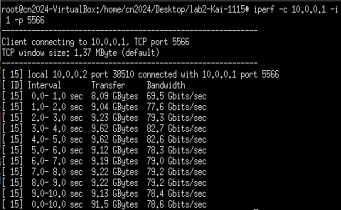 root@cn2024-VirtualBox:/home/cn2024/Desktop/lab2-Kai-1115# iperf -c 10.0.0.1 -i
1 -p 5566
------------------------------------------------------------
Client connecting to 10.0.0.1, TCP port 5566
TCP window size: 1.37 MByte (default)
------------------------------------------------------------
[ 15] local 10.0.0.2 port 38510 connected with 10.0.0.1 port 5566
[ ID] Interval       Transfer     Bandwidth
[ 15]  0.0- 1.0 sec  8.09 GBytes  69.5 Gbits/sec
[ 15]  1.0- 2.0 sec  9.04 GBytes  77.6 Gbits/sec
[ 15]  2.0- 3.0 sec  9.23 GBytes  79.3 Gbits/sec
[ 15]  3.0- 4.0 sec  9.62 GBytes  82.7 Gbits/sec
[ 15]  4.0- 5.0 sec  9.62 GBytes  82.6 Gbits/sec
[ 15]  5.0- 6.0 sec  9.12 GBytes  78.3 Gbits/sec
[ 15]  6.0- 7.0 sec  9.19 GBytes  79.0 Gbits/sec
[ 15]  7.0- 8.0 sec  9.22 GBytes  79.2 Gbits/sec
[ 15]  8.0- 9.0 sec  9.22 GBytes  79.2 Gbits/sec
[ 15]  9.0-10.0 sec  9.13 GBytes  78.4 Gbits/sec
[ 15]  0.0-10.0 sec  91.5 GBytes  78.6 Gbits/sec